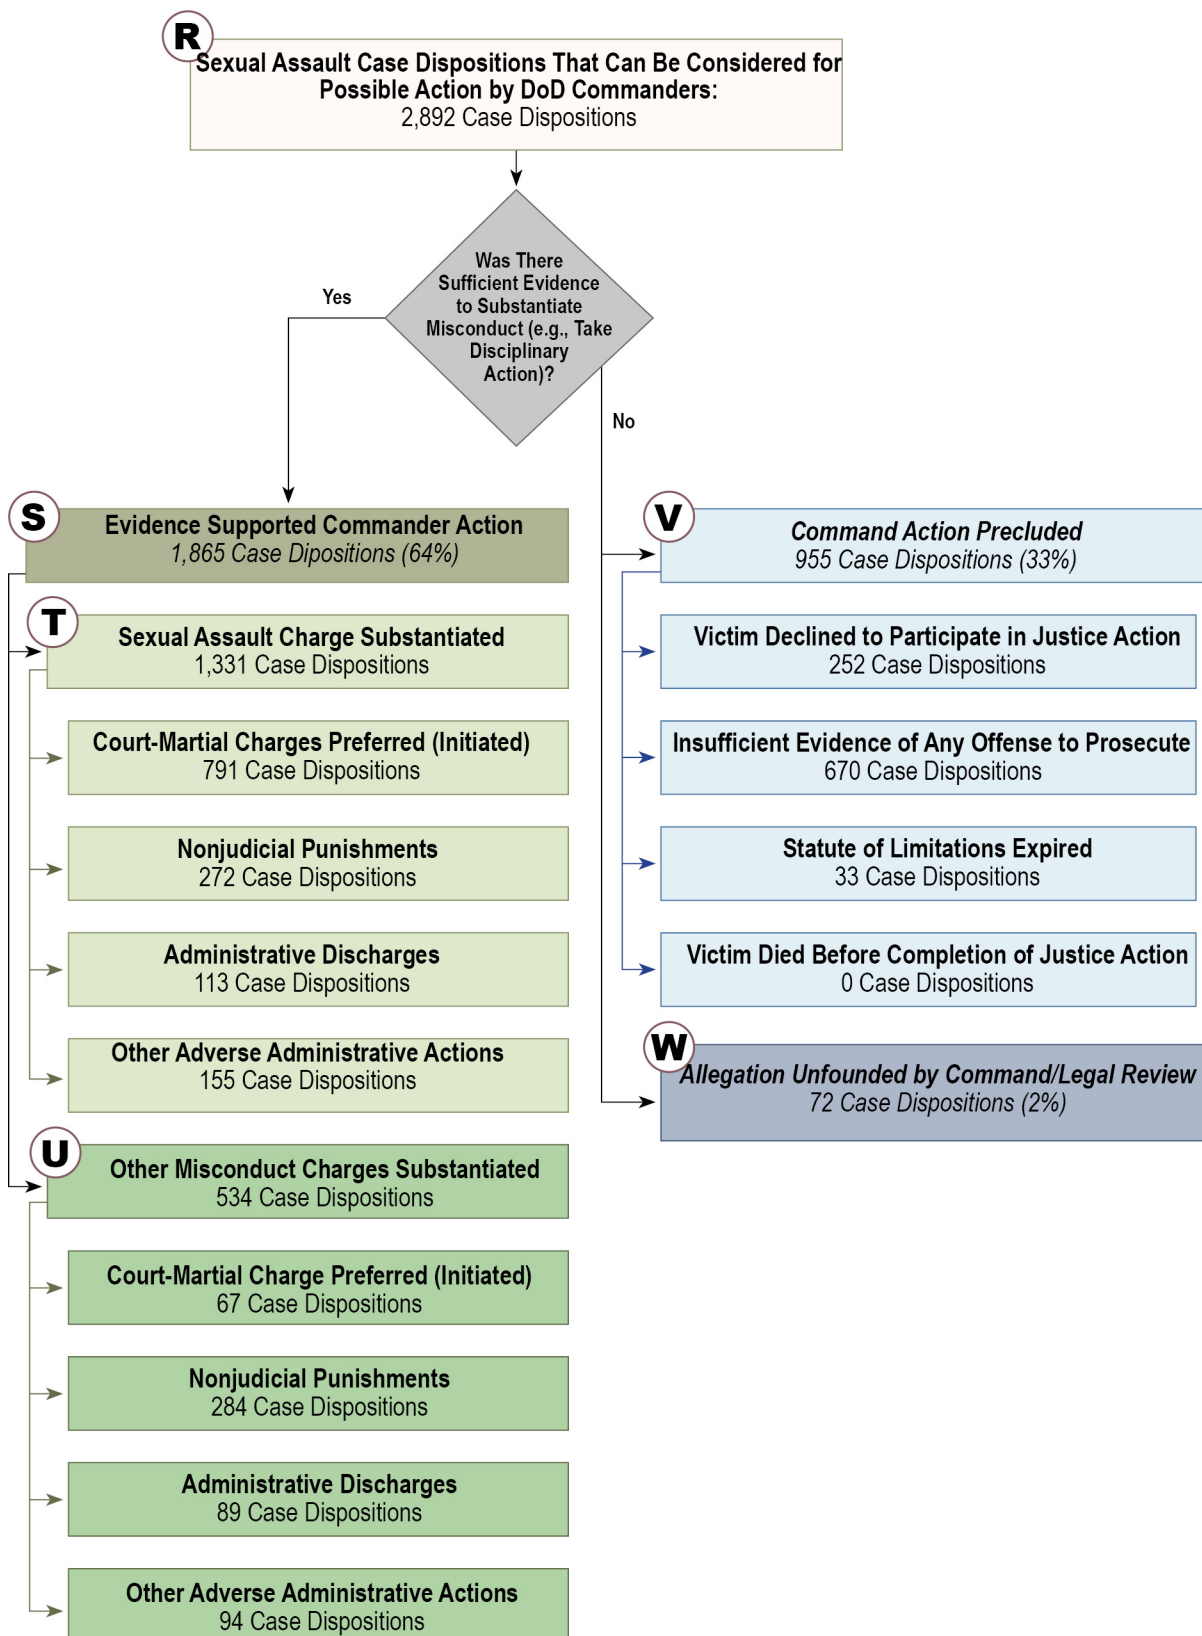 R
Sexual Assault Case Dispositions That Can Be Considered for
Possible Action by DoD Commanders:
2,892 Case Dispositions
Was There
Sufficient Evidence
to Substantiate
Misconduct (e.g., Take
Disciplinary
Action)?
Yes
No
S
Evidence Supported Commander Action
1,865 Case Dipositions (64%)
T
Sexual Assault Charge Substantiated
1,331 Case Dispositions
Court-Martial Charges Preferred (Initiated)
791 Case Dispositions
Nonjudicial Punishments
272 Case Dispositions
Administrative Discharges
113 Case Dispositions
Other Adverse Administrative Actions
155 Case Dispositions
U
Other Misconduct Charges Substantiated
534 Case Dispositions
Court-Martial Charge Preferred (Initiated)
67 Case Dispositions
Nonjudicial Punishments
284 Case Dispositions
Administrative Discharges
89 Case Dispositions
Other Adverse Administrative Actions
94 Case Dispositions
V
Command Action Precluded
955 Case Dispositions (33%)
Victim Declined to Participate in Justice Action
252 Case Dispositions
Insufficient Evidence of Any Offense to Prosecute
670 Case Dispositions
Statute of Limitations Expired
33 Case Dispositions
Victim Died Before Completion of Justice Action
0 Case Dispositions
W
Allegation Unfounded by Command/Legal Review
72 Case Dispositions (2%)